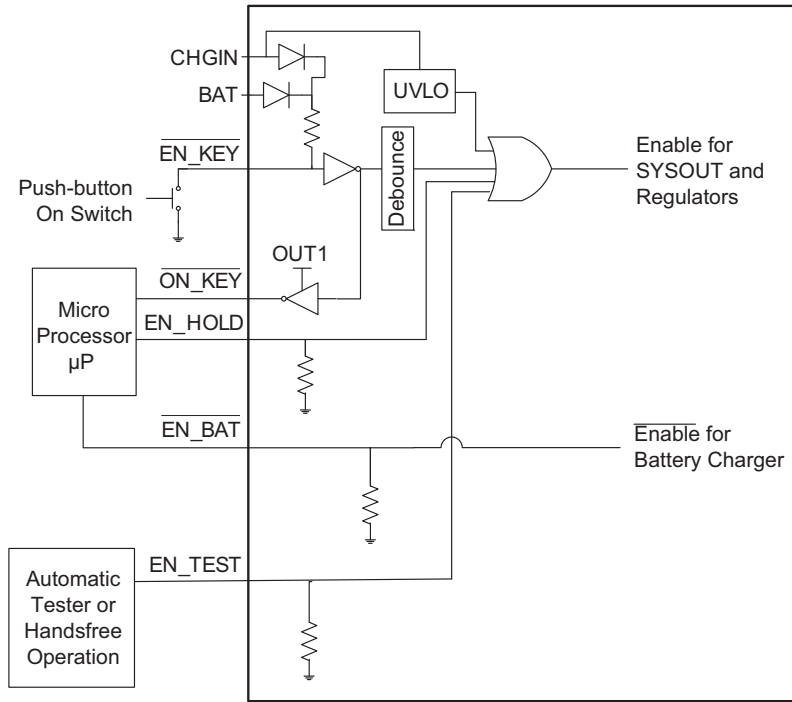 CHGIN
BAT
UVLO
EN_KEY
Push-button
On Switch
Debounce
Enable for
SYSOUT and
Regulators
OUT1
ON_KEY
EN_HOLD
Micro
Processor
µP
EN_BAT
Enable for
Battery Charger
EN_TEST
Automatic
Tester or
Handsfree
Operation